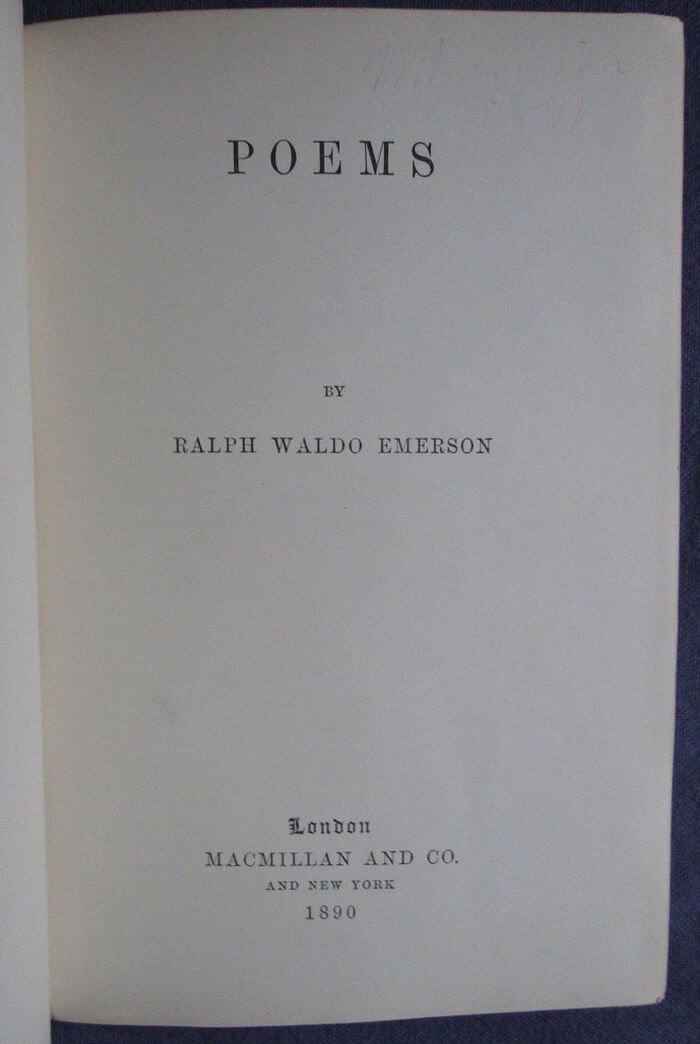 POEMS
BY
RALPH WALDO EMERSON
London
MACMILLAN AND CO.
AND NEW YORK
1890